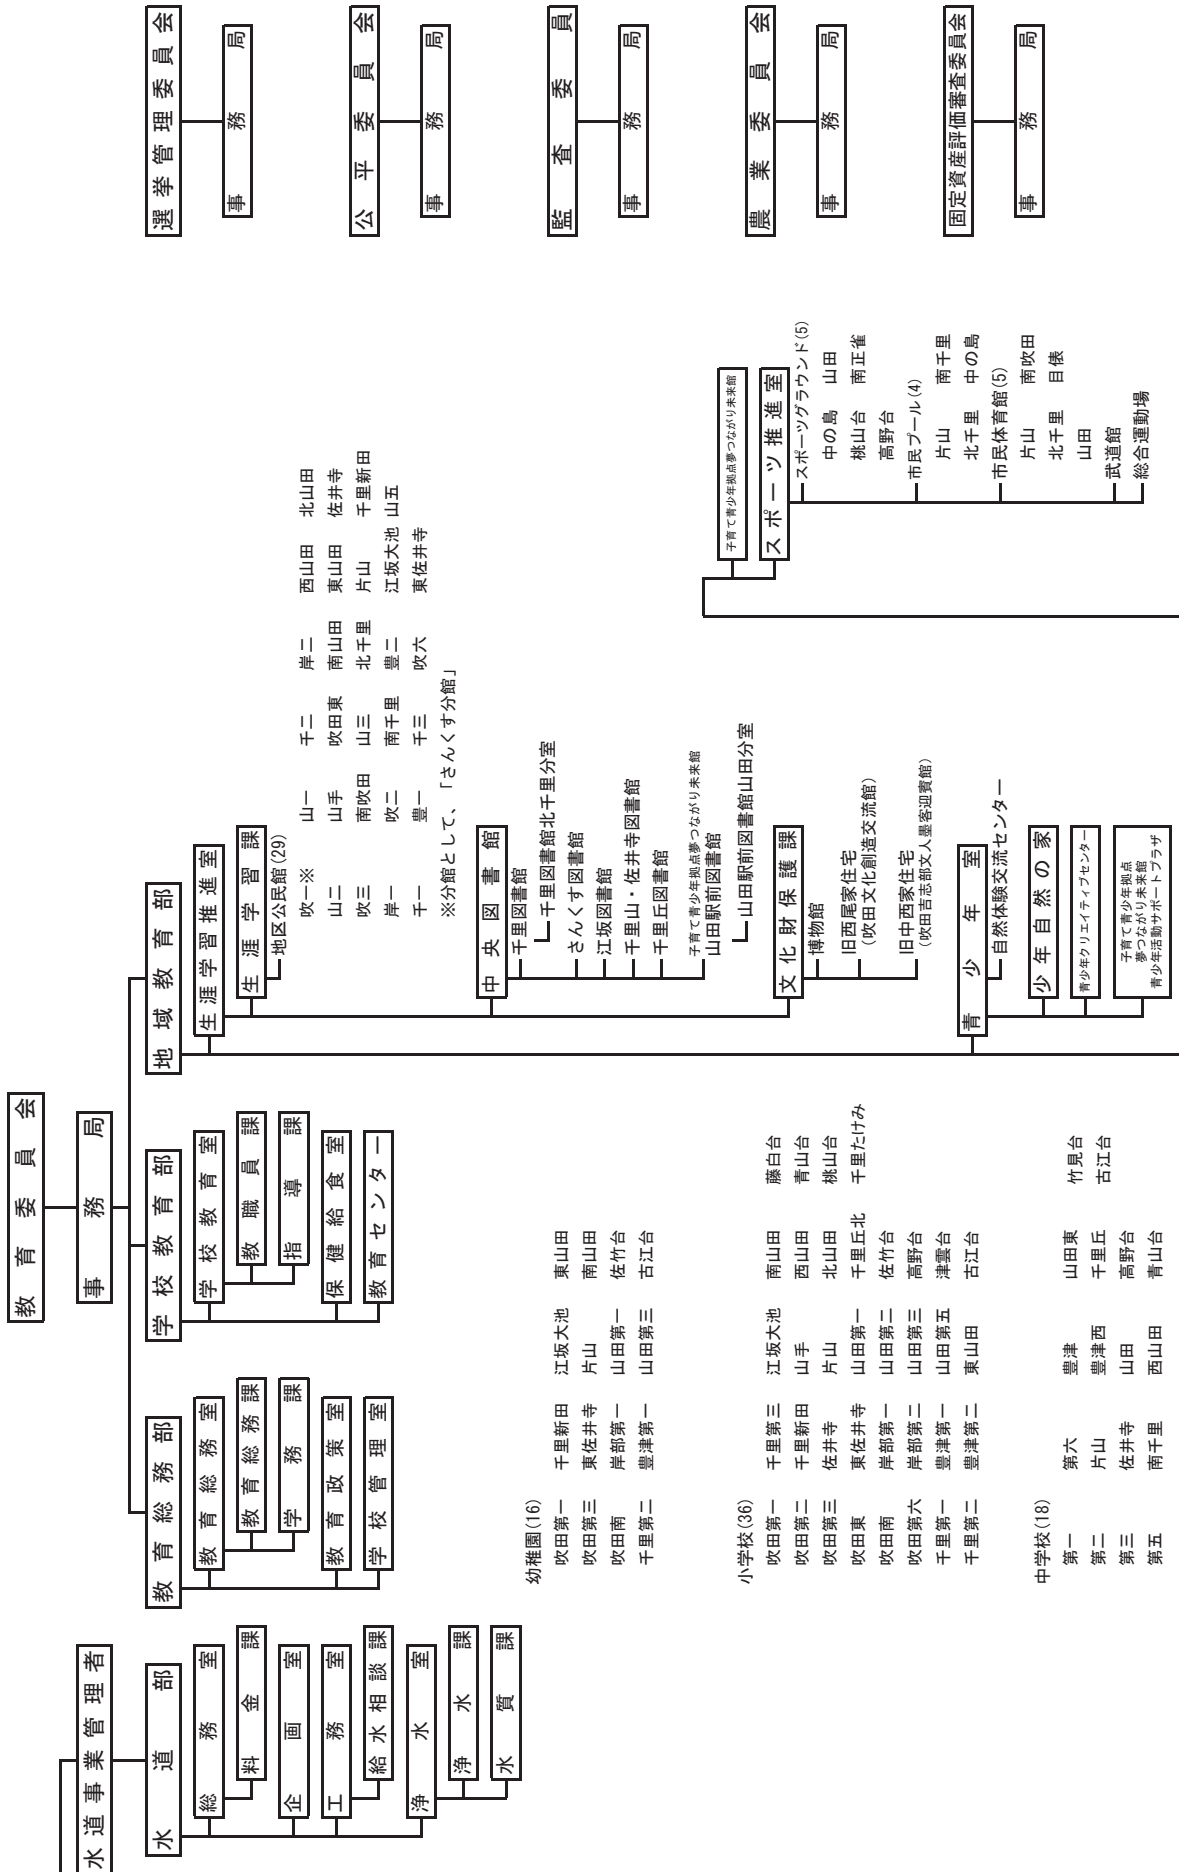 水道事業管理者
水道部
総務室
料金課
企画室
工務室
給水相談課
浄水室
浄水課
水質課
教育委員会
事務局
教育総務部
教育総務室
教育総務課
学務課
教育政策室
学校管理室
学校教育部
学校教育室
教職員課
指導課
保健給食室
教育センター
幼稚園(16)
吹田第一 千里新田 江坂大池 東山田
吹田第三 東佐井寺 片山 南山田
吹田南 岸部第一 山田第一 佐竹台
千里第二 豊津第一 山田第三 古江台
小学校(36)
吹田第一 千里第三 江坂大池 南山田 藤白台
吹田第二 千里新田 山手 西山田 青山台
吹田第三 佐井寺 片山 北山田 桃山台
吹田東 東佐井寺 山田第一 千里丘北 千里たけみ
吹田南 岸部第一 山田第二 佐竹台
吹田第六 岸部第二 山田第三 高野台
千里第一 豊津第一 山田第五 津雲台
千里第二 豊津第二 東山田 古江台
中学校(18)
第一 第六 豊津 山田東 竹見台
第二 片山 豊津西 千里丘 古江台
第三 佐井寺 山田 高野台
第五 南千里 西山田 青山台
地域教育部
生涯学習推進室
生涯学習課
地区公民館(29)
吹一※ 山一 千二 岸二 西山田 北山田
山二 山手 吹田東 南山田 東山田 佐井寺
吹三 南吹田 山三 北千里 片山 千里新田
岸一 吹二 南千里 豊二 江坂大池 山五
千一 豊一 千三 吹六 東佐井寺
※分館として、「さんくす分館」
中央図書館
千里図書館
千里図書館北千里分室
さんくす図書館
江坂図書館
千里山・佐井寺図書館
千里丘図書館
子育て青少年拠点夢つながり未来館
山田駅前図書館
山田駅前図書館山田分室
文化財保護課
博物館
旧西尾家住宅
(吹田文化創造交流館)
旧中西家住宅
(吹田吉志部文人墨客迎賓館)
青少年室
自然体験交流センター
少年自然の家
青少年クリエイティブセンター
子育て青少年拠点
夢つながり未来館
青少年活動サポートプラザ
子育て青少年拠点夢つながり未来館
スポーツ推進室
スポーツグラウンド(5)
中の島 山田
桃山台 南正雀
高野台
市民プール(4)
片山 南千里
北千里 中の島
市民体育館(5)
片山 南吹田
北千里 目俵
山田
武道館
総合運動場
選挙管理委員会
事務局
公平委員会
事務局
監査委員
事務局
農業委員会
事務局
固定資産評価審査委員会
事務局